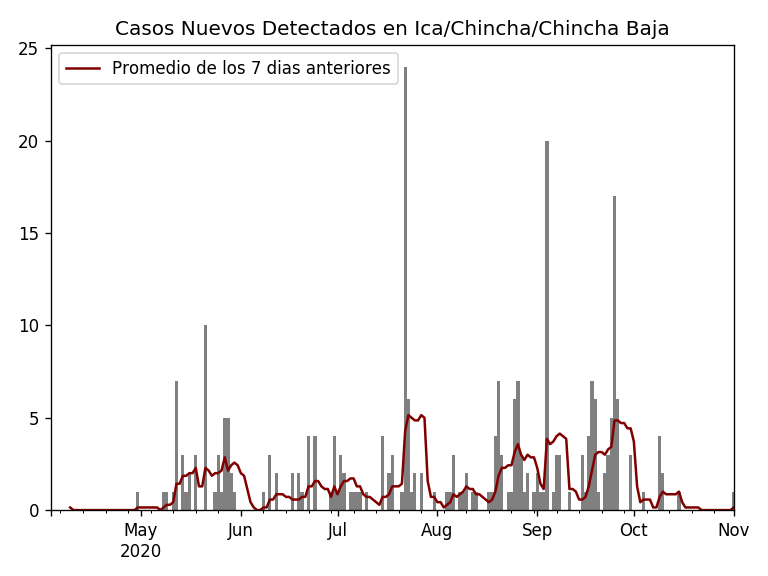 Casos Nuevos Detectados en Ica/Chincha/Chincha Baja
Promedio de los 7 dias anteriores
25
20
15
10
5
0
May Jun Jul Aug Sep Oct Nov
2020